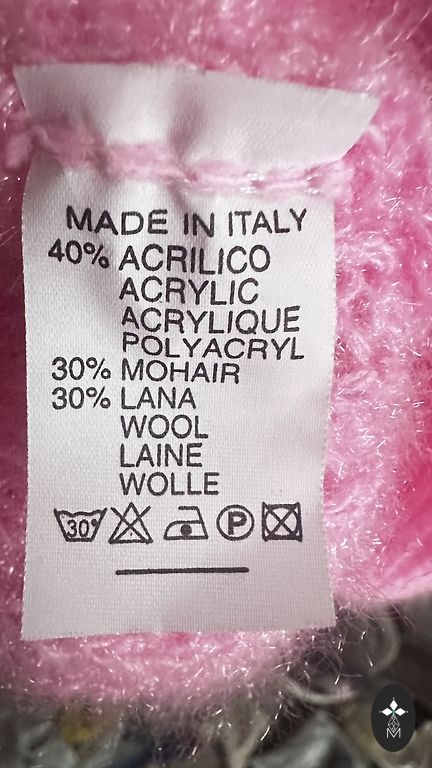 MADE IN ITALY
40% ACRILICO
ACRYLIC
ACRYLIQUE
POLYACRYL
30% MOHAIR
30% LANA
WOOL
LAINE
WOLLE
30° P
M